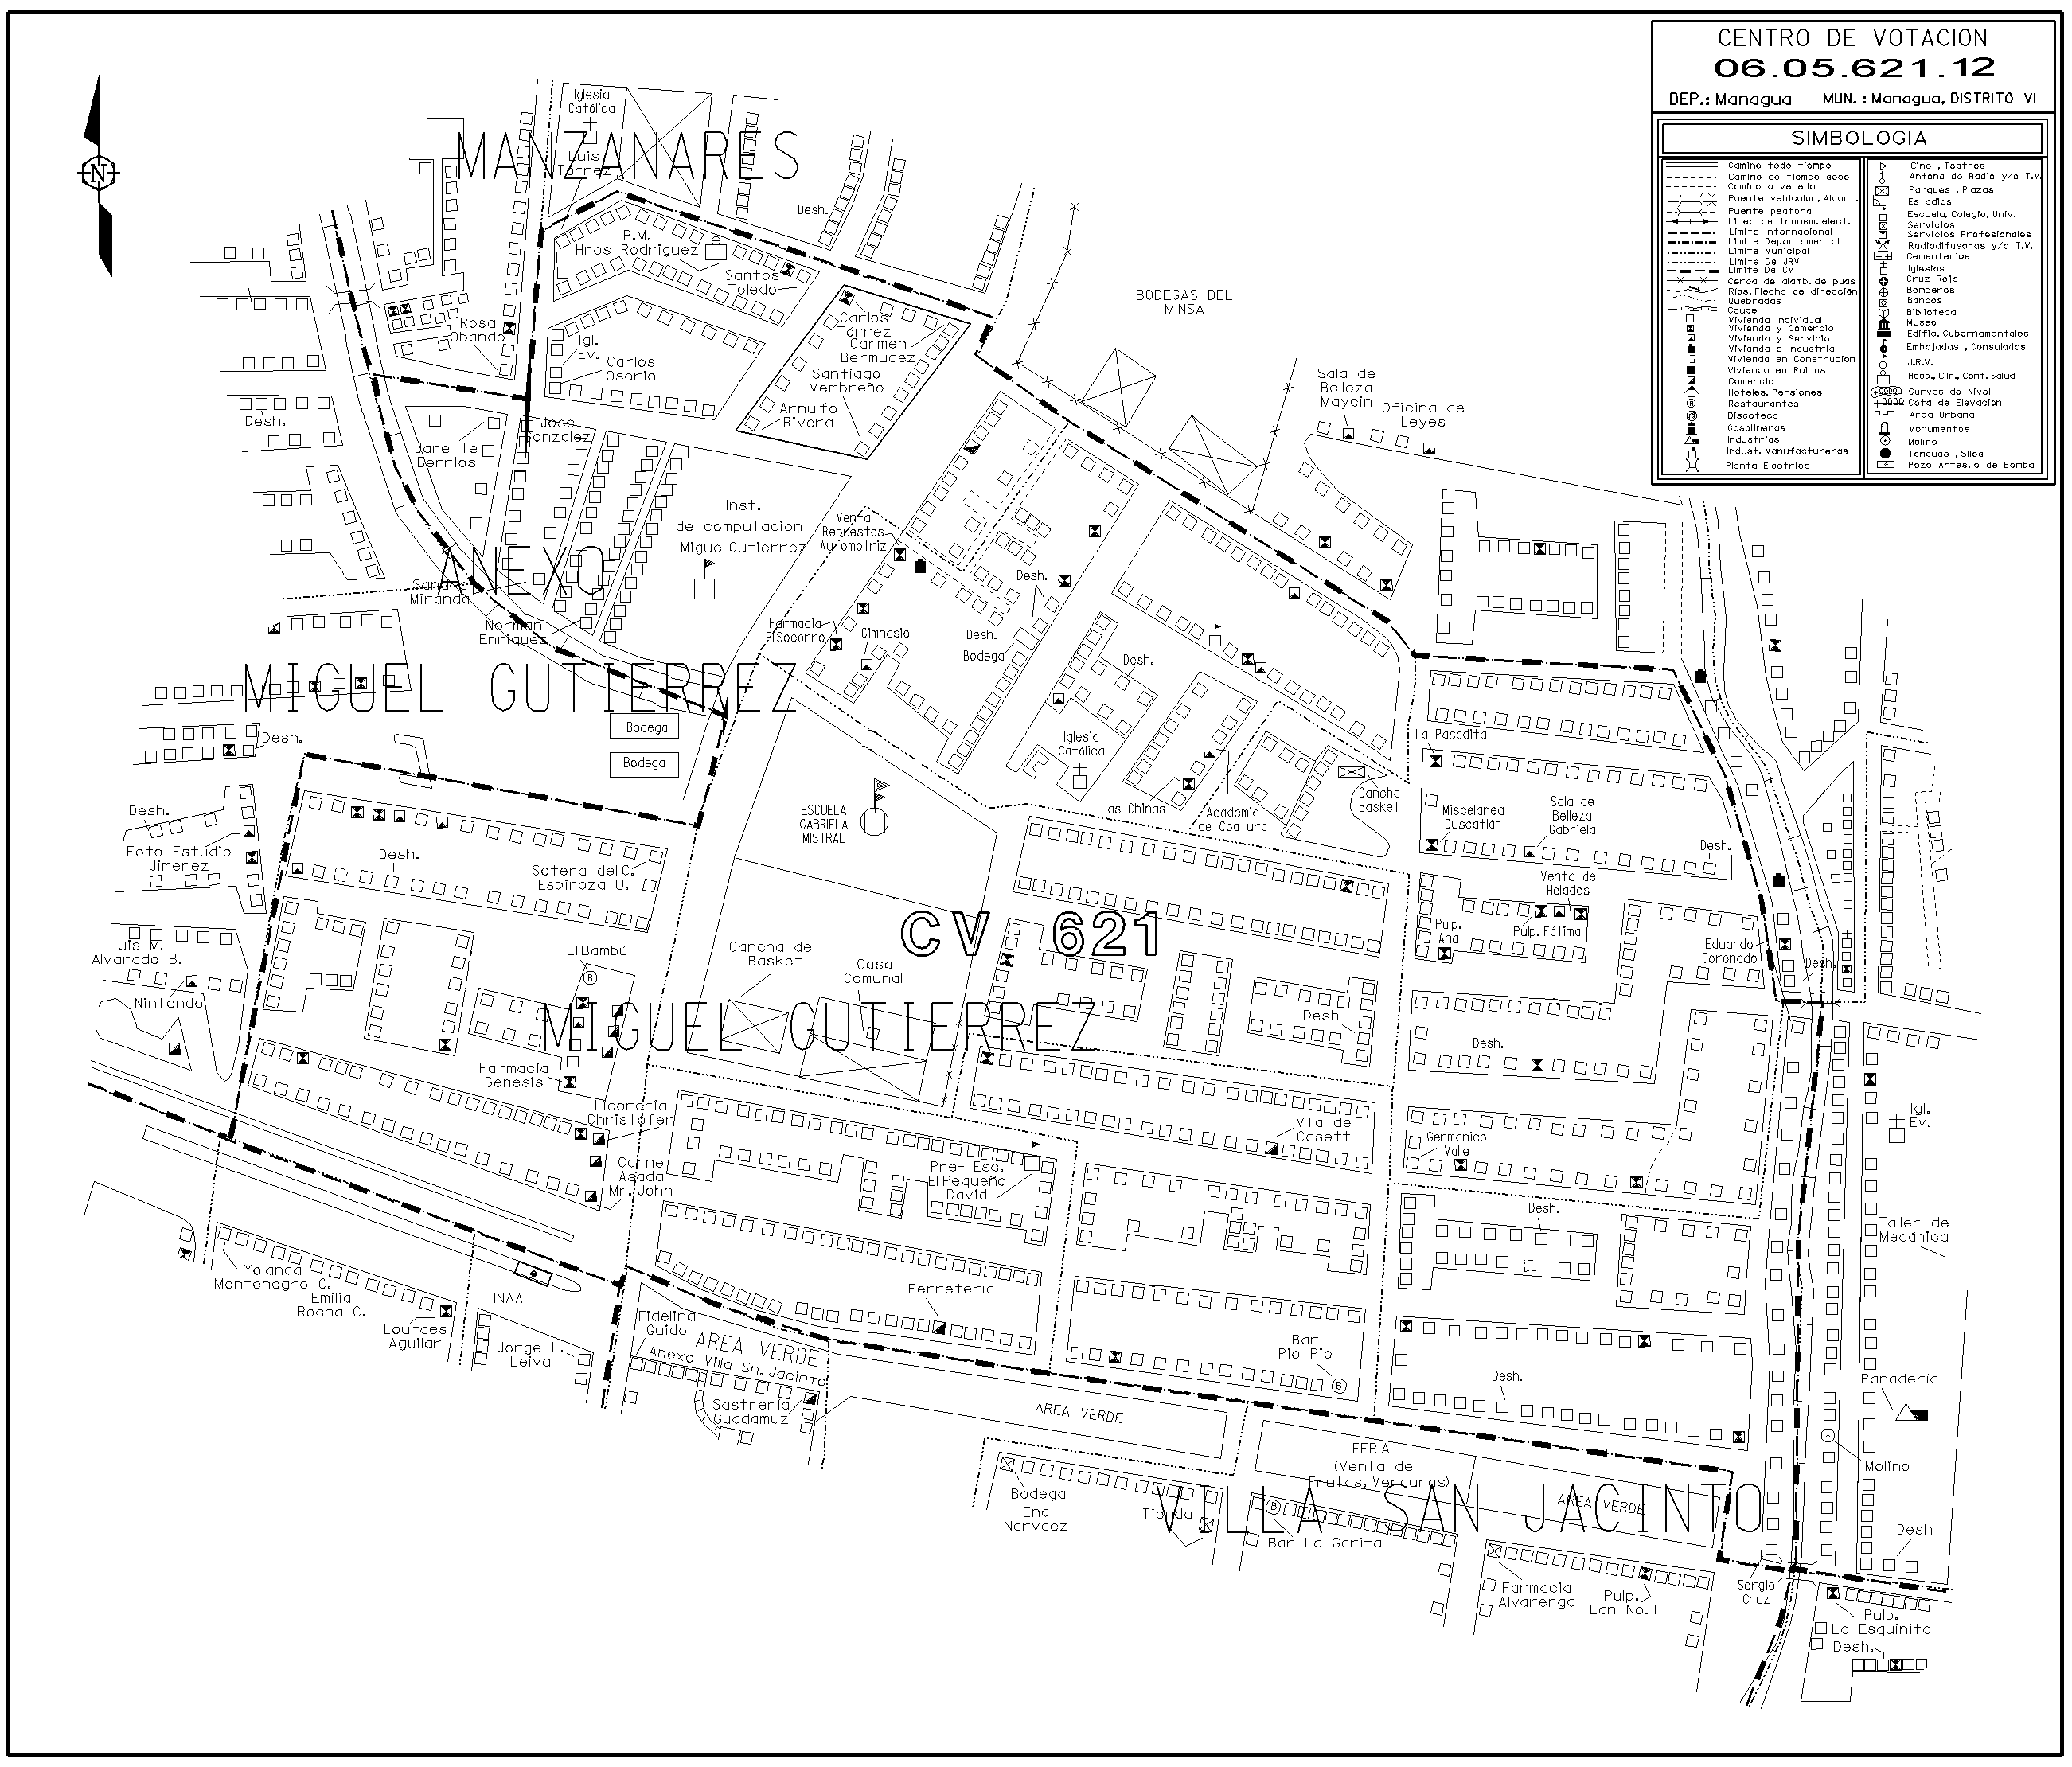 CENTRO DE VOTACION
06.05.621.12
DEP.: Managua MUN.: Managua, DISTRITO VI
SIMBOLOGIA
Camino todo tiempo
Camino de tiempo seco
Camino o vereda
Puente vehicular, Alcant.
Puente peatonal
Linea de transm. elect.
Limite Internacional
Limite Departamental
Limite Municipal
Limite De JRV
Limite De CV
Cerca de alamb. de púas
Ríos, Flecha de dirección
Quebradas
Cauce
Vivienda Individual
Vivienda y Comercio
Vivienda y Servicio
Vivienda e Industria
Vivienda en Construción
Vivienda en Ruinas
Comercio
Hoteles, Pensiones
Restaurantes
Discoteca
Gasolineras
Industrias
Indust. Manufactureras
Planta Electrica
Cine , Teatros
Antena de Radio y/o T.V.
Parques , Plazas
Estadios
Escuela, Colegio, Univ.
Servicios
Servicios Profesionales
Radiodifusoras y/o T.V.
Cementerios
Iglesias
Cruz Roja
Bomberos
Bancos
Biblioteca
Museo
Edific. Gubernamentales
Embajadas , Consulados
J.R.V.
Hosp., Clin., Cent. Salud
Curvas de Nivel
Cota de Elevación
Area Urbana
Monumentos
Molino
Tanques , Silos
Pozo Artes. o de Bomba
N
Iglesia
Católica
MANZANARES
Luis
Torrez
Desh.
P.M.
Hnos Rodriguez
Santos
Toledo
BODEGAS DEL
MINSA
Rosa
Obando
Carlos
Tórrez
Carmen
Bermudez
Igl.
Ev.
Carlos
Osorio
Santiago
Membreño
Arnulfo
Rivera
Sala de
Belleza
Maycin
Oficina de
Leyes
Desh.
Jose
Gonzalez
Janette
Berrios
Inst.
de computacion
Miguel Gutierrez
Venta
Repuestos
Automotriz
ANEXO
Sandra
Miranda
Norman
Enriquez
Desh.
Farmacia
El Socorro
Gimnasio
Desh.
Bodega
Desh.
MIGUEL GUTIERREZ
Bodega
Bodega
Desh.
Iglesia
Católica
La Pasadita
Cancha
Basket
Las Chinas
Academia
de Coatura
Miscelanea
Cuscatlán
Sala de
Belleza
Gabriela
Desh.
ESCUELA
GABRIELA
MISTRAL
Desh.
Foto Estudio
Jimenez
Desh.
Sotera del C.
Espinoza U.
Venta de
Helados
CV 621
Pulp.
Ana
Pulp. Fátima
Eduardo
Coronado
Desh.
Luis M.
Alvarado B.
Nintendo
El Bambú
Cancha de
Basket
Casa
Comunal
MIGUEL GUTIERREZ
Desh.
Desh.
Farmacia
Genesis
Licoreria
Christofer
Vta de
Casett
Germanico
Valle
Igl.
Ev.
Carne
Asada
Mr. John
Pre- Esc.
El Pequeño
David
Desh.
Taller de
Mecánica
Yolanda
Montenegro C.
Emilia
Rocha C.
INAA
Lourdes
Aguilar
Jorge L.
Leiva
Fidelina
Guido
AREA VERDE
Anexo Villa Sn. Jacinto
Ferretería
Bar
Pío Pío
Desh.
Panadería
Sastrería
Guadamuz
AREA VERDE
FERIA
(Venta de
Frutas, Verduras)
AREA VERDE
Molino
Bodega
Ena
Narvaez
Tienda
VILLA SAN JACINTO
Bar La Garita
Desh
Farmacia
Alvarenga
Pulp.
Lan No. 1
Sergio
Cruz
Pulp.
La Esquinita
Desh.